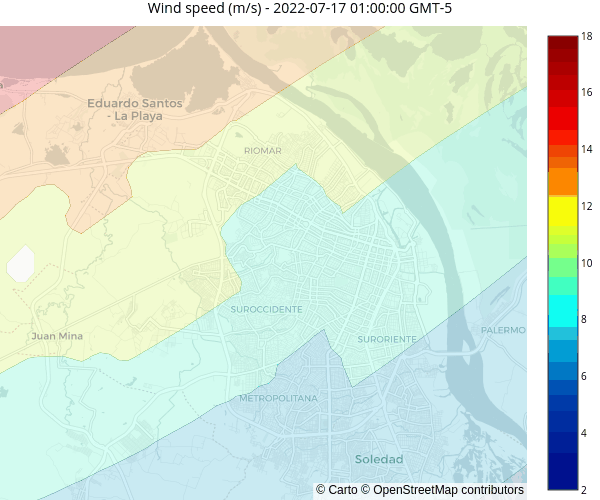 Wind speed (m/s) - 2022-07-17 01:00:00 GMT-5
18
16
14
12
10
8
6
4
2
Eduardo Santos
- La Playa
RIOMAR
SUROCCIDENTE
Juan Mina
SURORIENTE
PALERMO
METROPOLITANA
Soledad
© Carto © OpenStreetMap contributors